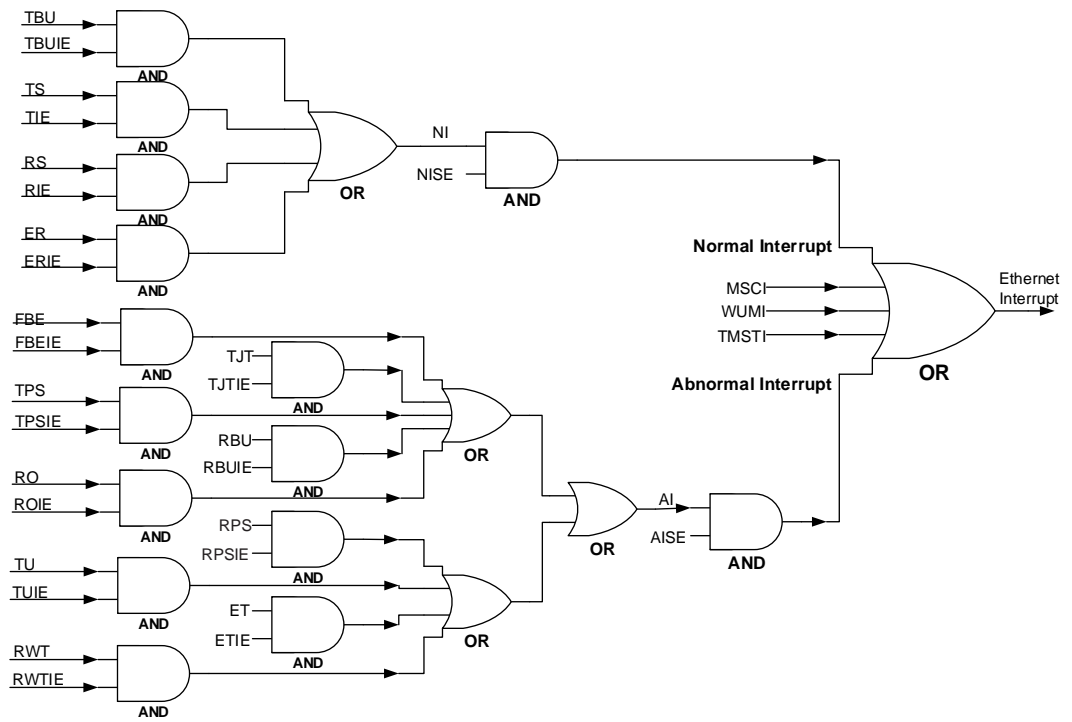 TBU
TBUIE
AND
TS
TIE
AND
RS
RIE
AND
ER
ERIE
AND
OR
NI
NISE
AND
Normal Interrupt
MSCI
WUMI
TMSTI
Abnormal Interrupt
OR
Ethernet
Interrupt
FBE
FBEIE
AND
TJT
TJTIE
AND
TPS
TPSIE
AND
RBU
RBUIE
AND
OR
RO
ROIE
AND
RPS
RPSIE
AND
TU
TUIE
AND
ET
ETIE
AND
OR
RWT
RWTIE
AND
OR
AI
AISE
AND